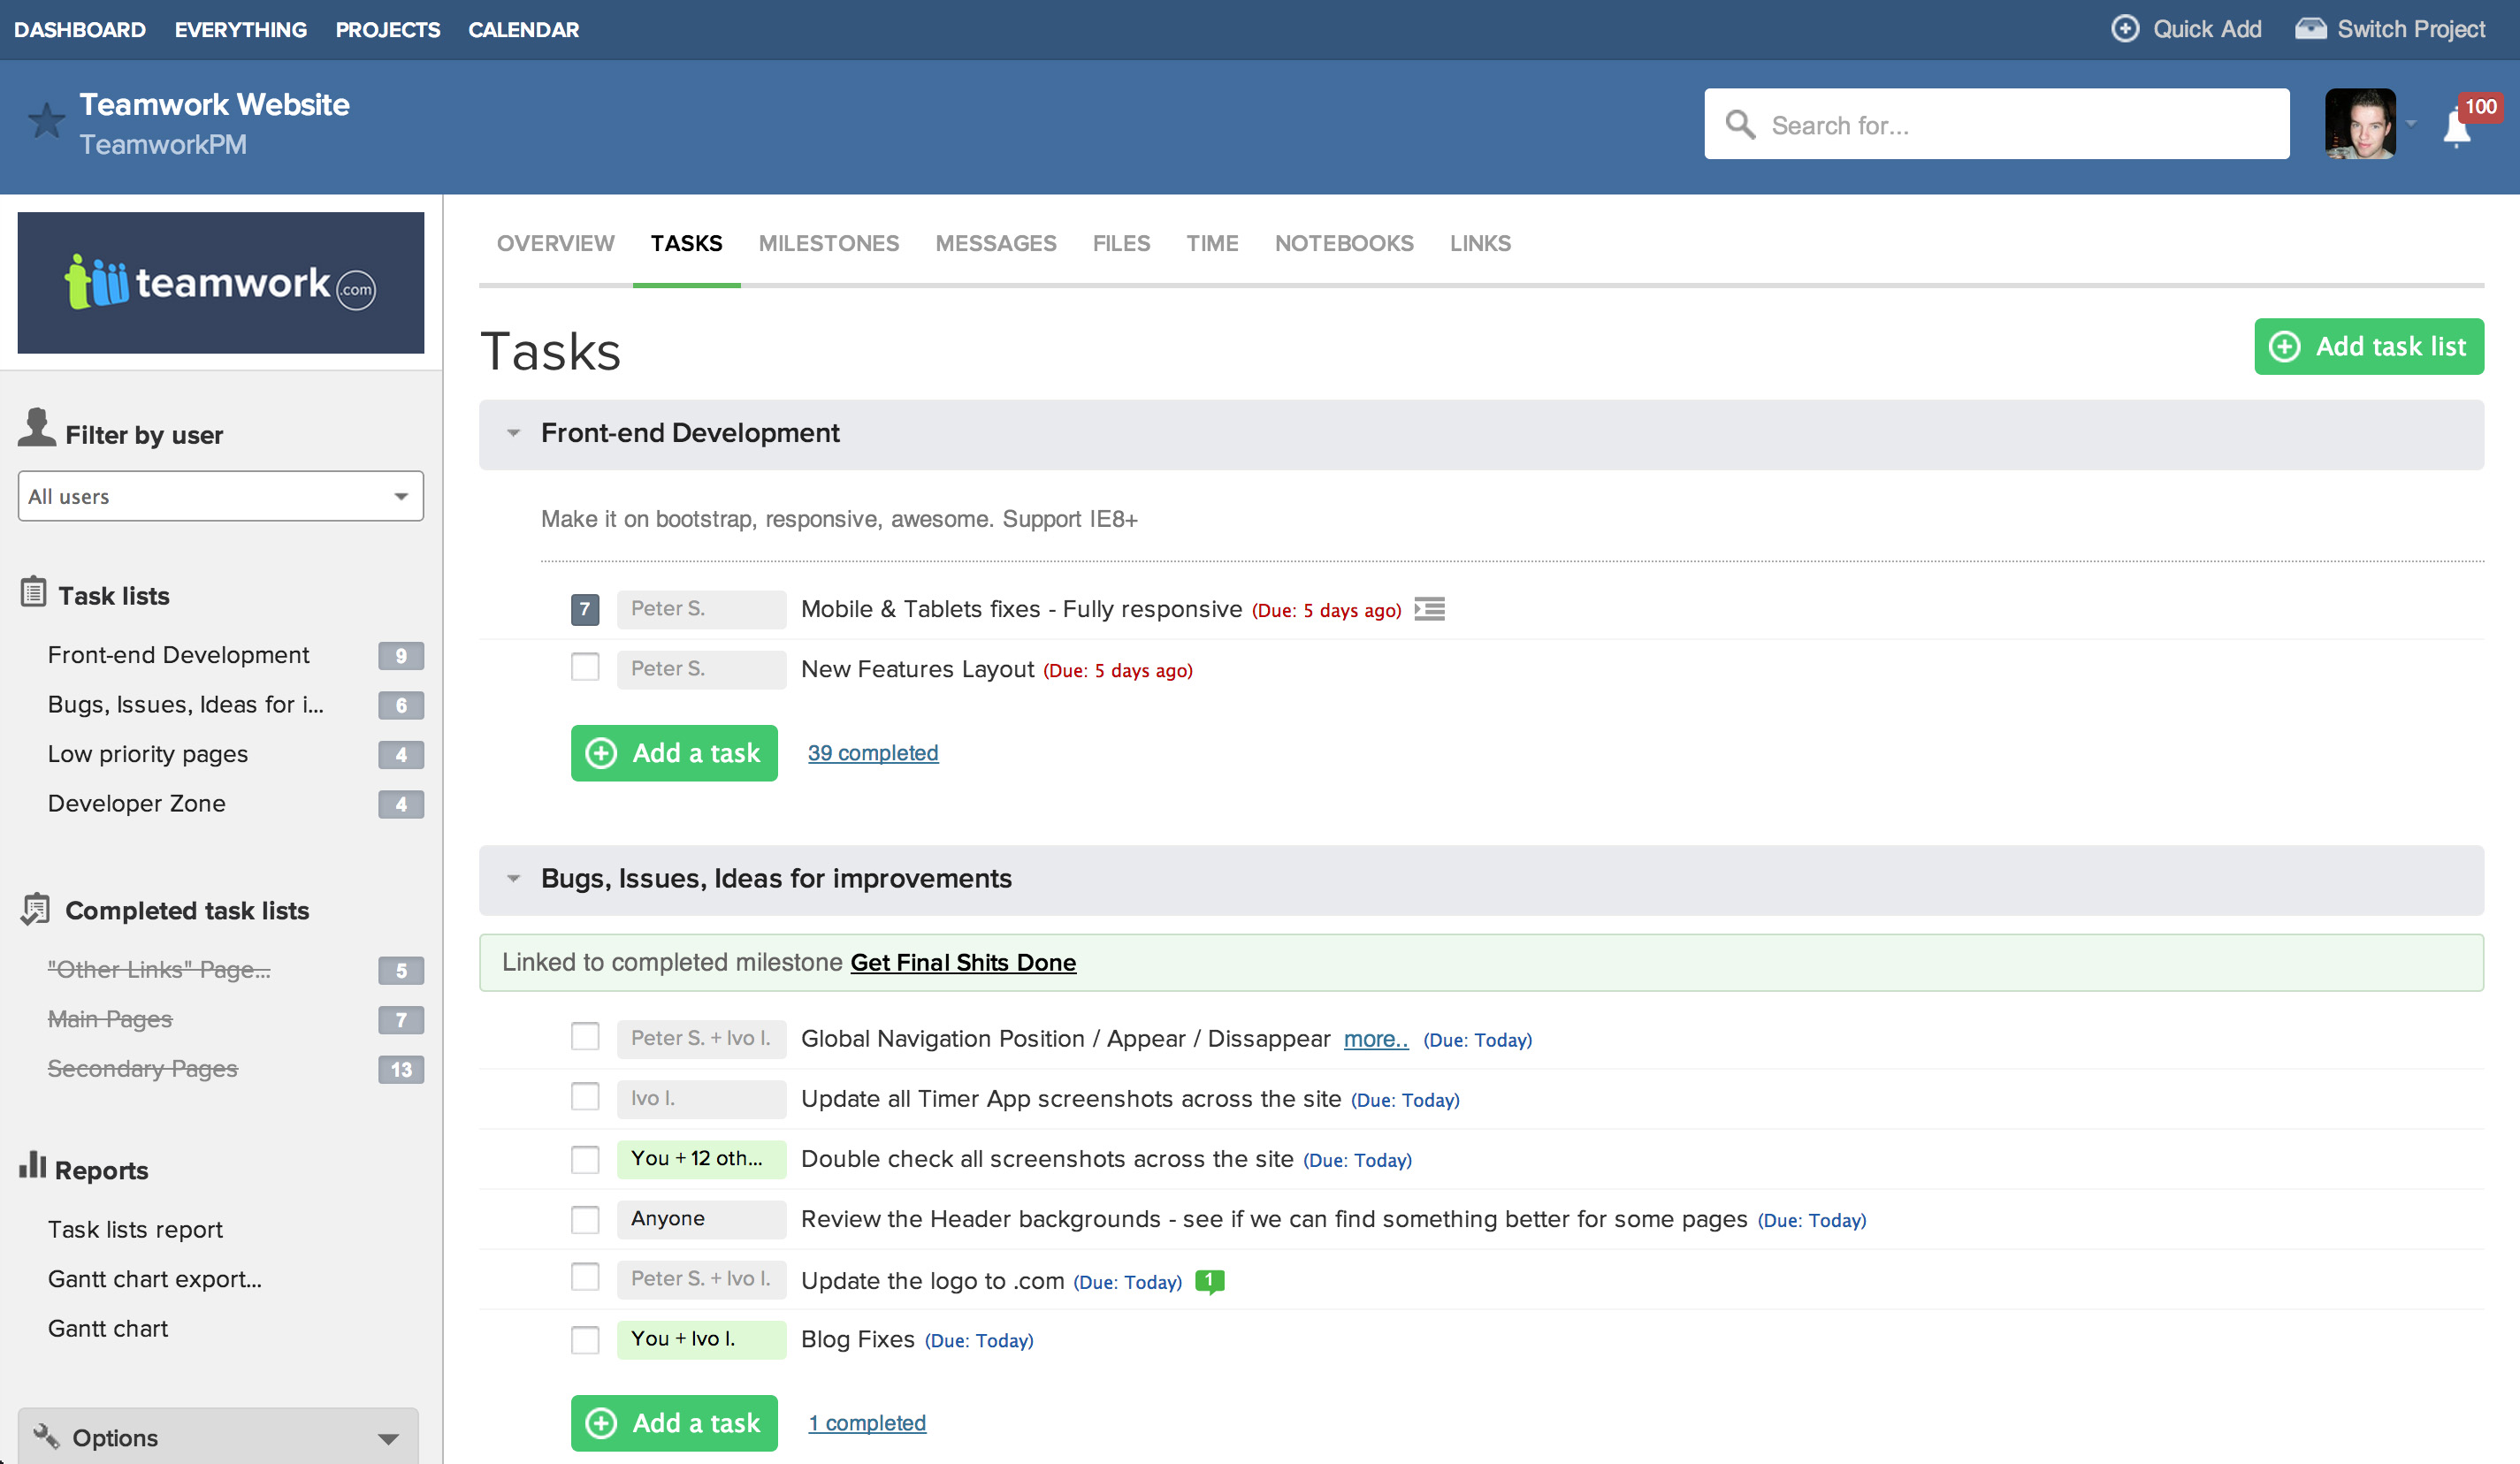 DASHBOARD EVERYTHING PROJECTS CALENDAR Quick Add Switch Project
Teamwork Website
TeamworkPM
Search for...
100
teamwork.com
Filter by user
All users
Task lists
Front-end Development 9
Bugs, Issues, Ideas for i... 6
Low priority pages 4
Developer Zone 4
Completed task lists
"Other Links" Page... 5
Main Pages 7
Secondary Pages 13
Reports
Task lists report
Gantt chart export...
Gantt chart
Options
OVERVIEW TASKS MILESTONES MESSAGES FILES TIME NOTEBOOKS LINKS
Tasks
Add task list
Front-end Development
Make it on bootstrap, responsive, awesome. Support IE8+
7 Peter S. Mobile & Tablets fixes - Fully responsive (Due: 5 days ago)
Peter S. New Features Layout (Due: 5 days ago)
Add a task 39 completed
Bugs, Issues, Ideas for improvements
Linked to completed milestone Get Final Shits Done
Peter S. + Ivo I. Global Navigation Position / Appear / Dissappear more.. (Due: Today)
Ivo I. Update all Timer App screenshots across the site (Due: Today)
You + 12 oth... Double check all screenshots across the site (Due: Today)
Anyone Review the Header backgrounds - see if we can find something better for some pages (Due: Today)
Peter S. + Ivo I. Update the logo to .com (Due: Today) 1
You + Ivo I. Blog Fixes (Due: Today)
Add a task 1 completed